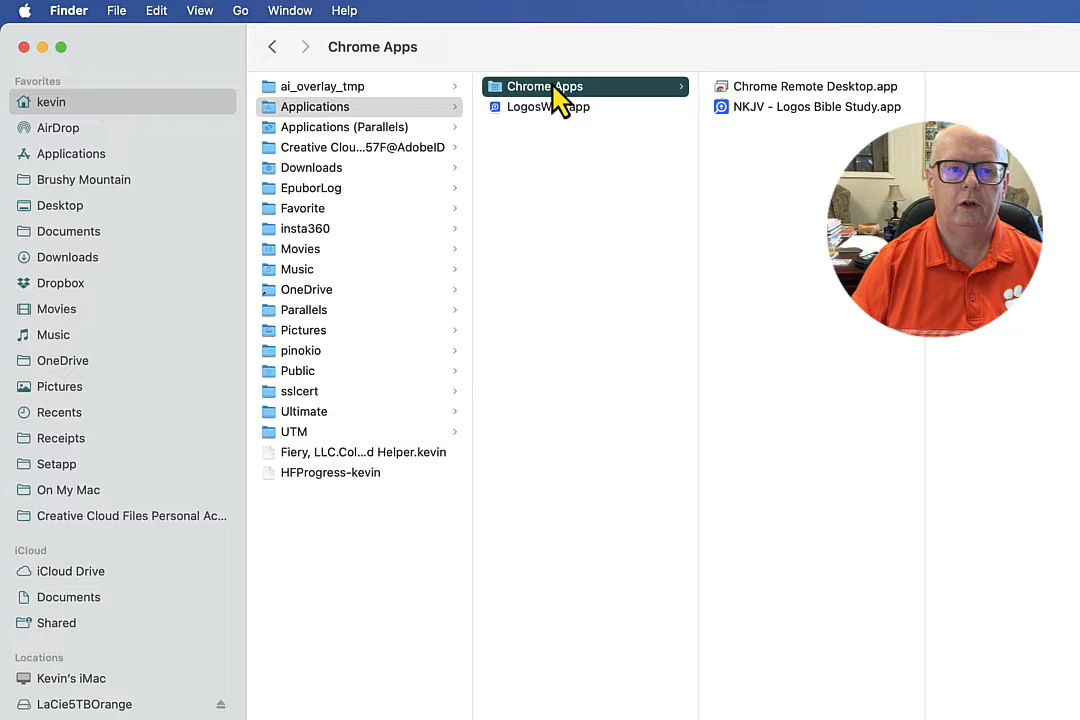 Finder File Edit View Go Window Help
Chrome Apps
Favorites
kevin
AirDrop
Applications
Brushy Mountain
Desktop
Documents
Downloads
Dropbox
Movies
Music
OneDrive
Pictures
Recents
Receipts
Setapp
On My Mac
Creative Cloud Files Personal Ac...
iCloud
iCloud Drive
Documents
Shared
Locations
Kevin's iMac
LaCie5TBOrange
ai_overlay_tmp
Applications
Applications (Parallels)
Creative Clou...57F@AdobeID
Downloads
EpuborLog
Favorite
insta360
Movies
Music
OneDrive
Parallels
Pictures
pinokio
Public
sslcert
Ultimate
UTM
Fiery, LLC.Col...d Helper.kevin
HFProgress-kevin
Chrome Apps
Chrome Remote Desktop.app
NKJV - Logos Bible Study.app